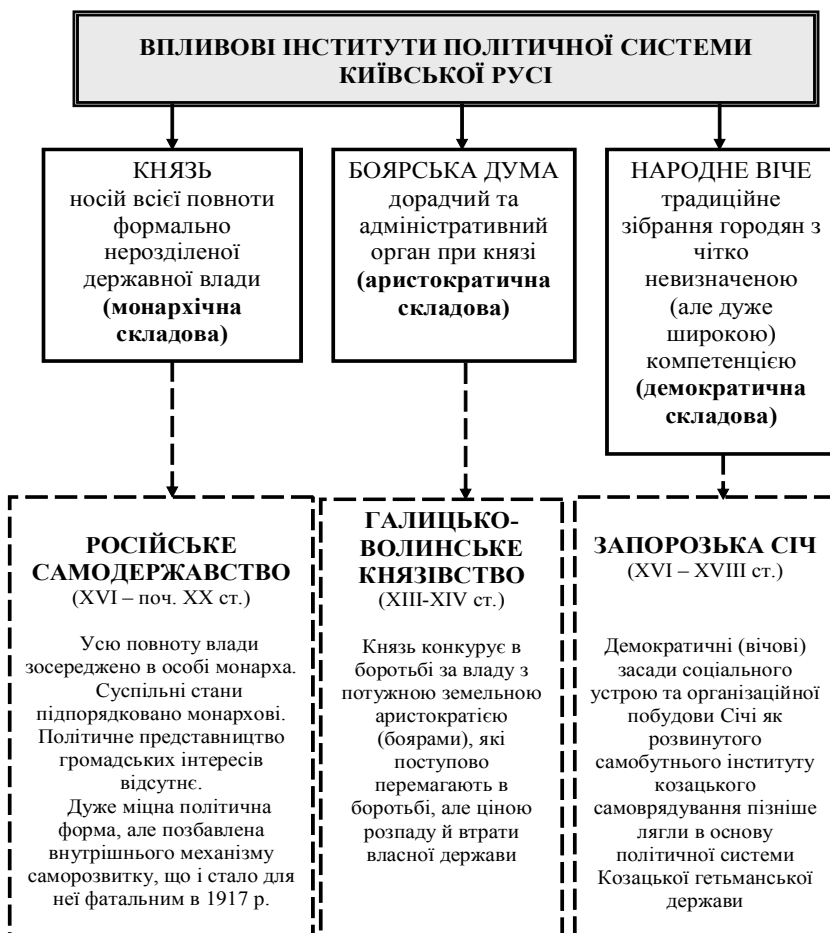 ВПЛИВОВІ ІНСТИТУТИ ПОЛІТИЧНОЇ СИСТЕМИ
КИЇВСЬКОЇ РУСІ
КНЯЗЬ
носій всієї повноти
формально
нерозділеної
державної влади
(монархічна
складова)
БОЯРСЬКА ДУМА
дорадчий та
адміністративний
орган при князі
(аристократична
складова)
НАРОДНЕ ВІЧЕ
традиційне
зібрання городян з
чітко
невизначеною
(але дуже
широкою)
компетенцією
(демократична
складова)
РОСІЙСЬКЕ
САМОДЕРЖАВСТВО
(XVI – поч. XX ст.)
Усю повноту влади
зосереджено в особі монарха.
Суспільні стани
підпорядковано монархові.
Політичне представництво
громадських інтересів
відсутнє.
Дуже міцна політична
форма, але позбавлена
внутрішнього механізму
саморозвитку, що і стало для
неї фатальним в 1917 р.
ГАЛИЦЬКО-
ВОЛИНСЬКЕ
КНЯЗІВСТВО
(XIII-XIV ст.)
Князь конкурує в
боротьбі за владу з
потужною земельною
аристократією
(боярами), які
поступово
перемагають в
боротьбі, але ціною
розпаду й втрати
власної держави
ЗАПОРОЗЬКА СІЧ
(XVI – XVIII ст.)
Демократичні (вічові)
засади соціального
устрою та організаційної
побудови Січі як
розвинутого
самобутнього інституту
козацького
самоврядування пізніше
лягли в основу
політичної системи
Козацької гетьманської
держави